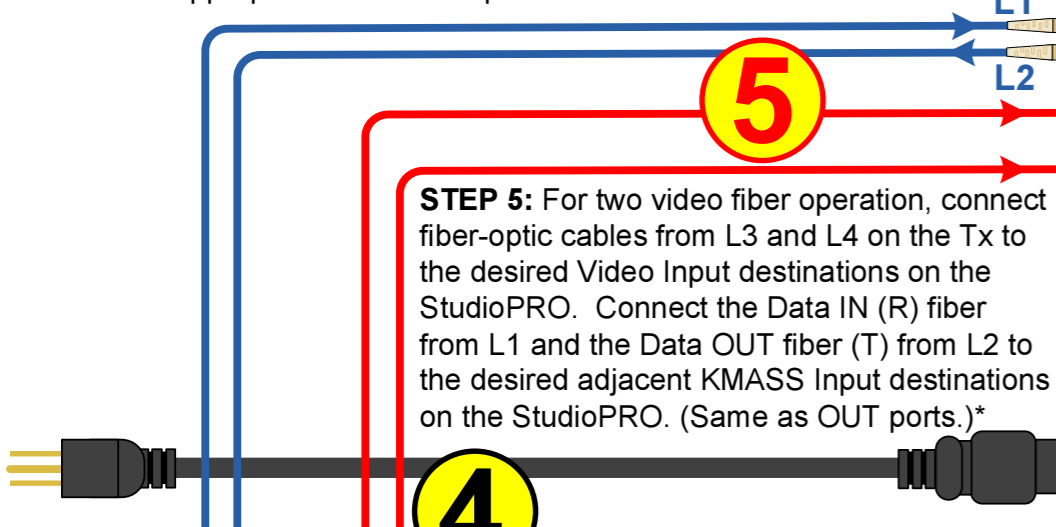 L1
L2
5
STEP 5: For two video fiber operation, connect
fiber-optic cables from L3 and L4 on the Tx to
the desired Video Input destinations on the
StudioPRO.  Connect the Data IN (R) fiber
from L1 and the Data OUT fiber (T) from L2 to
the desired adjacent KMASS Input destinations
on the StudioPRO. (Same as OUT ports.)*
4